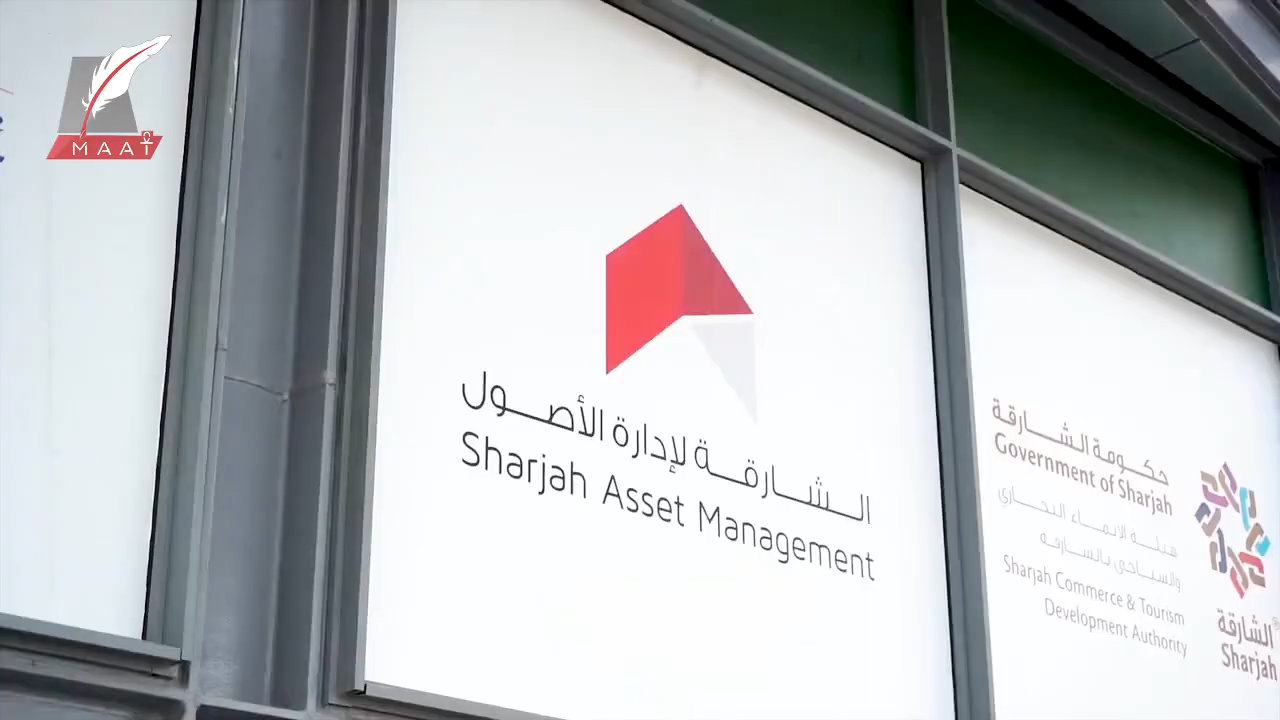 MAAT
الشارقة لإدارة الأصول
Sharjah Asset Management
حكومة الشارقة
Government of Sharjah
هيئة الإنماء التجاري
والسياحي بالشارقة
Sharjah Commerce & Tourism
Development Authority
الشارقة
Sharjah